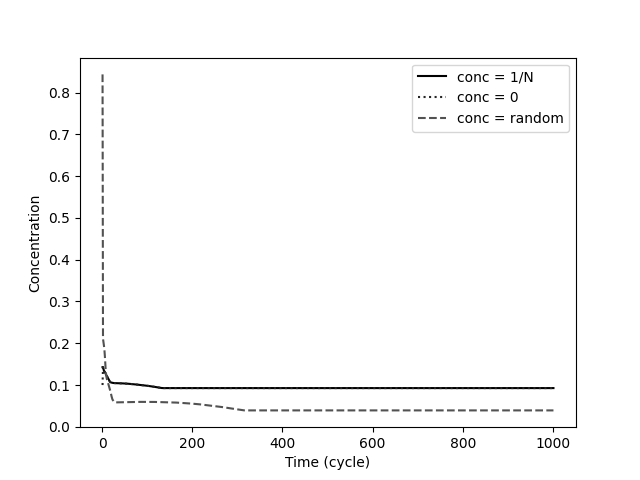 conc = 1/N
conc = 0
conc = random
Concentration
0.8
0.7
0.6
0.5
0.4
0.3
0.2
0.1
0.0
0 200 400 600 800 1000
Time (cycle)